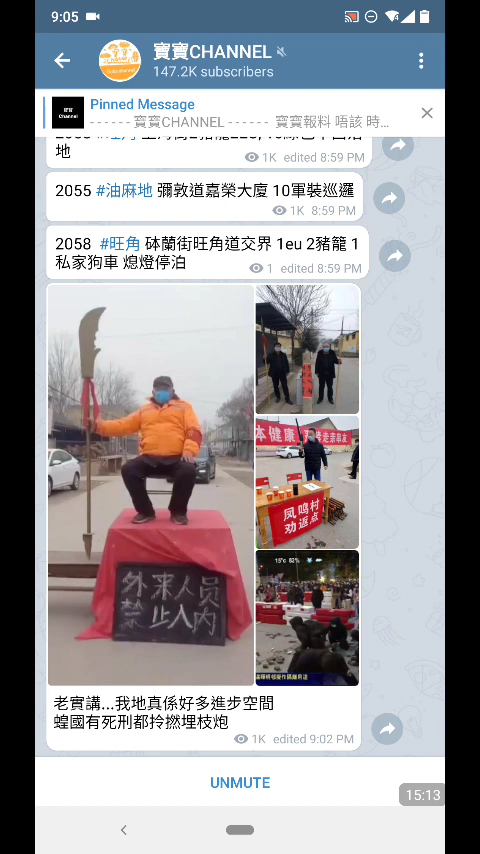 9:05
寶寶CHANNEL
147.2K subscribers
Pinned Message
- - - - - - 寶寶CHANNEL - - - - - - 寶寶報料 唔該 時…
地
1K edited 8:59 PM
2055 #油麻地 彌敦道嘉榮大廈 10軍裝巡邏
1K 8:59 PM
2058 #旺角 砵蘭街旺角道交界 1eu 2豬籠 1
私家狗車 熄燈停泊
1 edited 8:59 PM
外来人员
禁止入内
本健康
走亲串友
凤鸣村
劝返点
15°c 82%
老實講...我地真係好多進步空間
蝗國有死刑都拎撚埋枝炮
1K edited 9:02 PM
UNMUTE
15:13